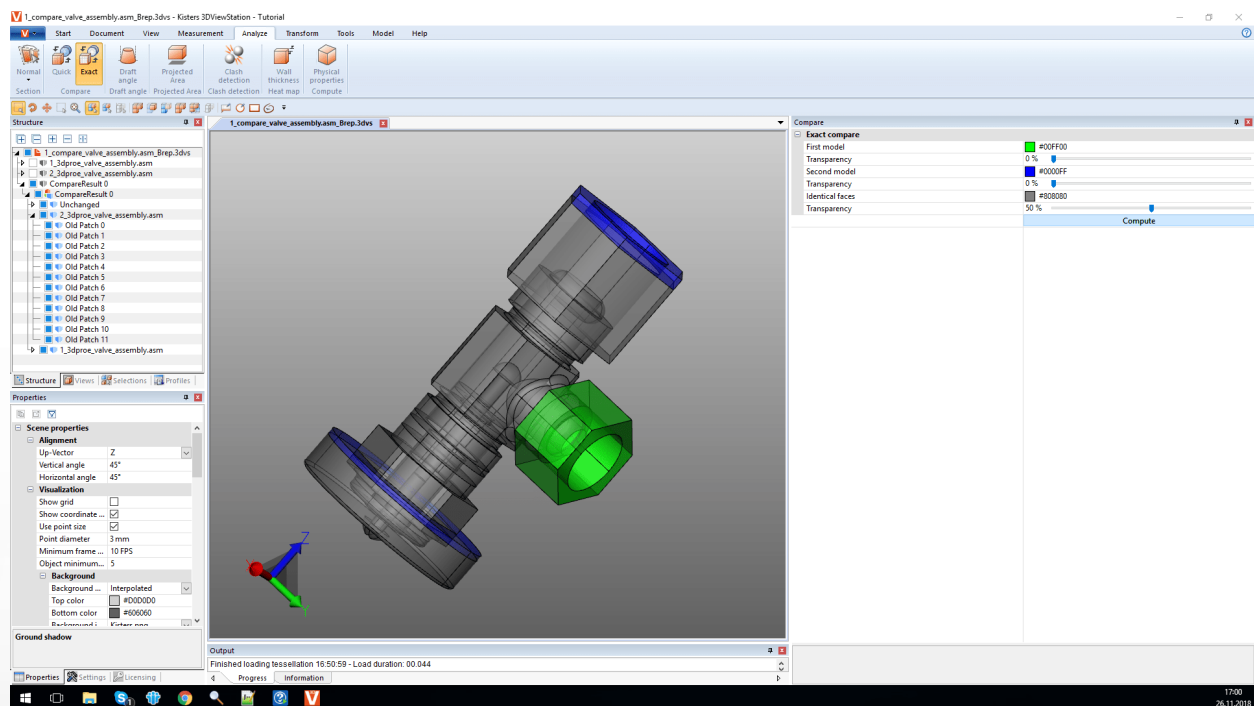 1_compare_valve_assembly.asm_Brep.3dvs - Kisters 3DViewStation - Tutorial
V Start Document View Measurement Analyze Transform Tools Model Help
Normal Quick Exact Draft angle Projected Area Clash detection Wall thickness Physical properties
Section Compare Draft angle Projected Area Clash detection Heat map Compute
Structure
1_compare_valve_assembly.asm_Brep.3dvs
1_compare_valve_assembly.asm_Brep.3dvs
1_3dproe_valve_assembly.asm
2_3dproe_valve_assembly.asm
CompareResult 0
CompareResult 0
Unchanged
2_3dproe_valve_assembly.asm
Old Patch 0
Old Patch 1
Old Patch 2
Old Patch 3
Old Patch 4
Old Patch 5
Old Patch 6
Old Patch 7
Old Patch 8
Old Patch 9
Old Patch 10
Old Patch 11
1_3dproe_valve_assembly.asm
Structure Views Selections Profiles
Properties
Scene properties
Alignment
Up-Vector Z
Vertical angle 45°
Horizontal angle 45°
Visualization
Show grid
Show coordinate ...
Use point size
Point diameter 3 mm
Minimum frame ... 10 FPS
Object minimum... 5
Background
Background ... Interpolated
Top color #D0D0D0
Bottom color #606060
Background i... Kisters.png
Ground shadow
Properties Settings Licensing
Z
Y
Output
Finished loading tessellation 16:50:59 - Load duration: 00.044
Progress Information
Compare
Exact compare
First model #00FF00
Transparency 0 %
Second model #0000FF
Transparency 0 %
Identical faces #808080
Transparency 50 %
Compute
17:00
26.11.2018